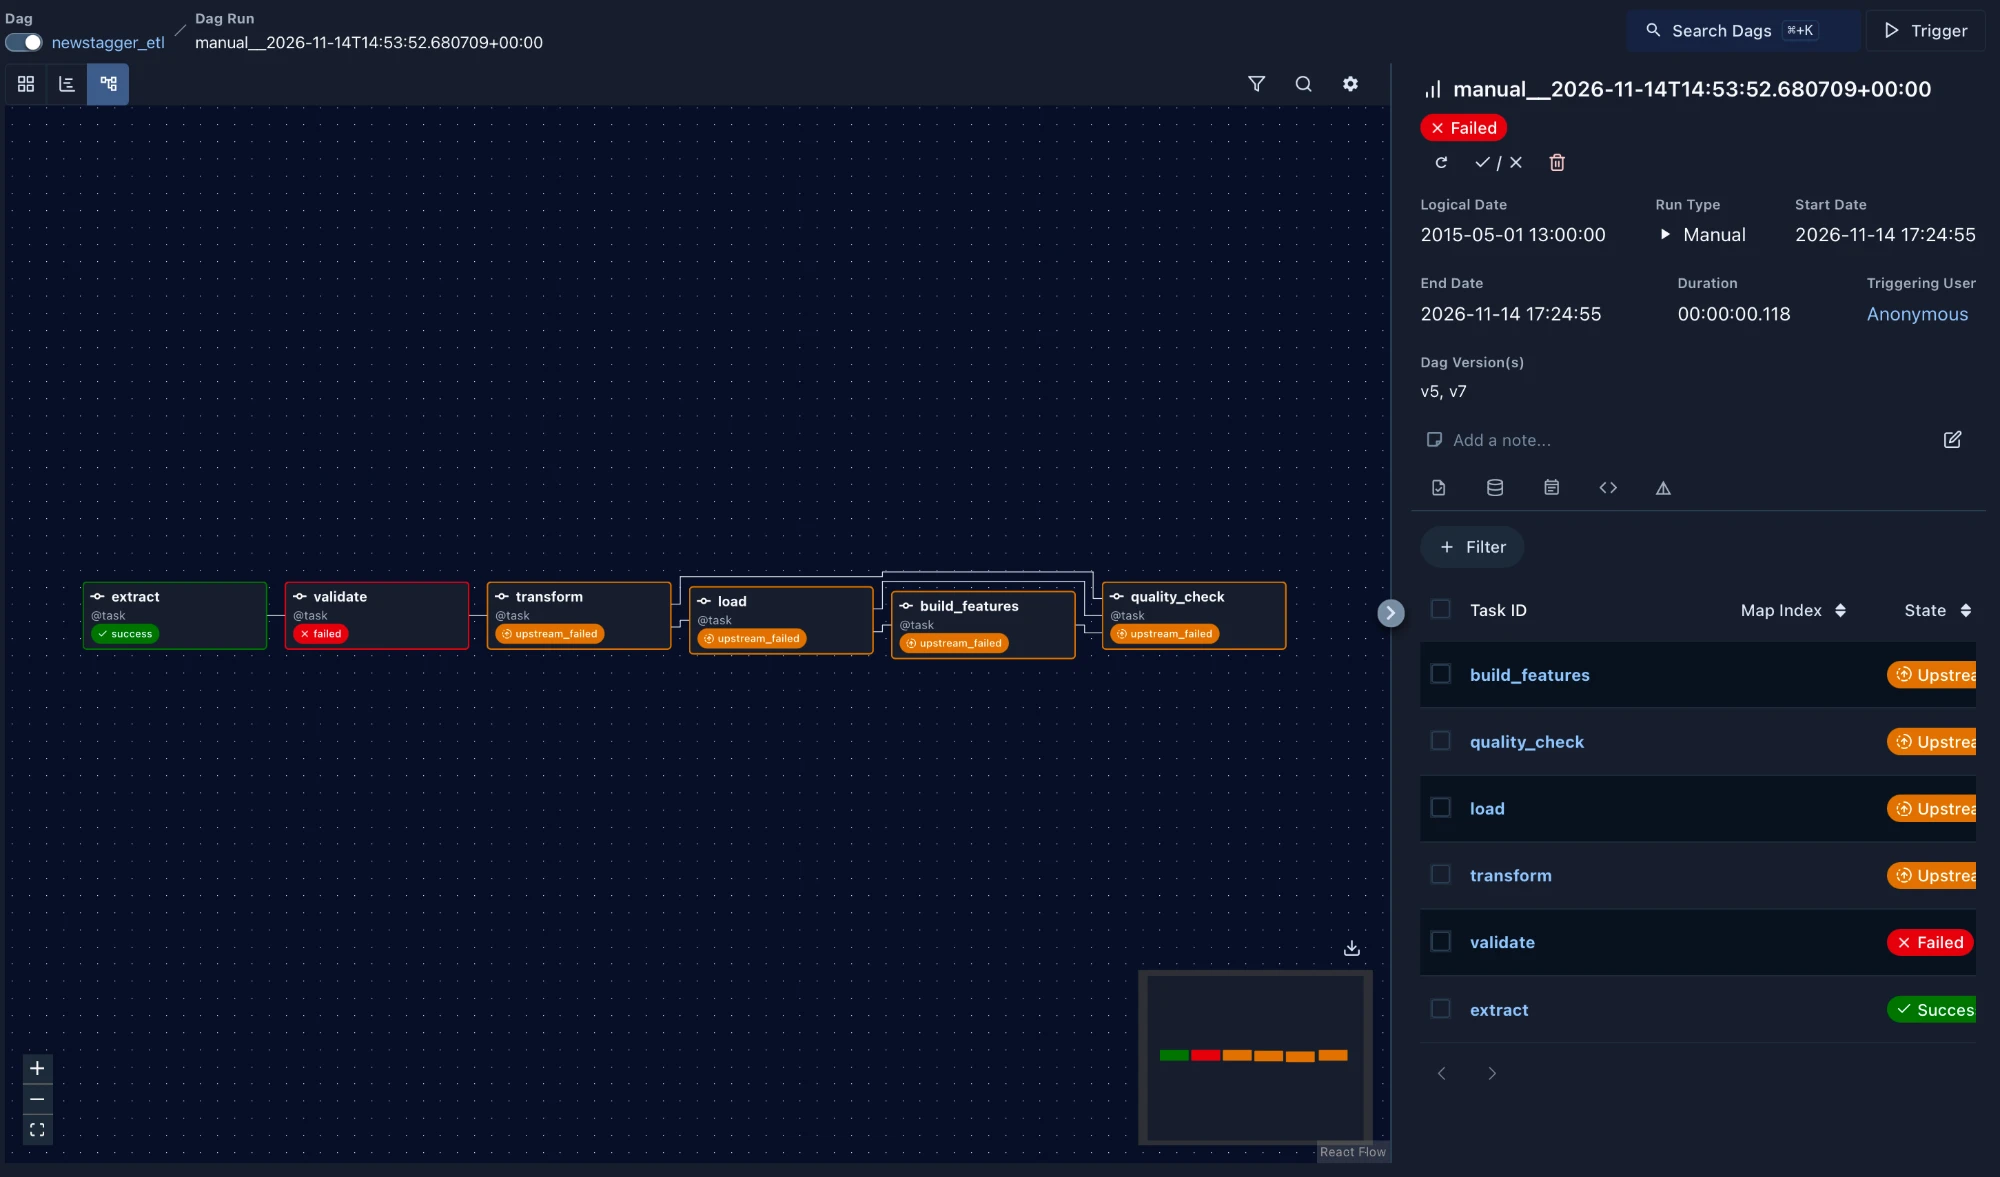 Dag
newstagger_etl
Dag Run
manual__2026-11-14T14:53:52.680709+00:00
Search Dags ⌘+K
Trigger
extract
@task
success
validate
@task
failed
transform
@task
upstream_failed
load
@task
upstream_failed
build_features
@task
upstream_failed
quality_check
@task
upstream_failed
React Flow
manual__2026-11-14T14:53:52.680709+00:00
Failed
Logical Date
2015-05-01 13:00:00
Run Type
Manual
Start Date
2026-11-14 17:24:55
End Date
2026-11-14 17:24:55
Duration
00:00:00.118
Triggering User
Anonymous
Dag Version(s)
v5, v7
Add a note...
Filter
Task ID Map Index State
build_features Upstrea
quality_check Upstrea
load Upstrea
transform Upstrea
validate Failed
extract Succes